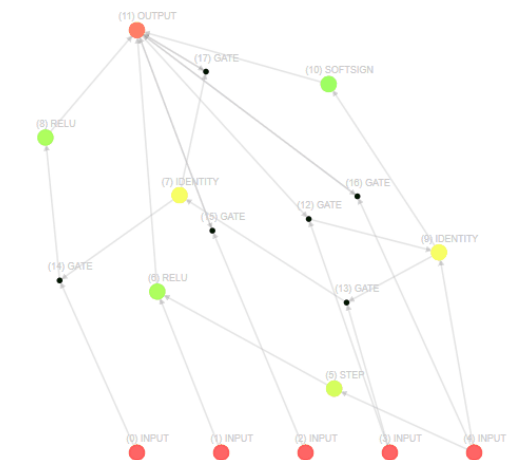 (11) OUTPUT
(17) GATE
(10) SOFTSIGN
(8) RELU
(7) IDENTITY
(16) GATE
(12) GATE
(15) GATE
(9) IDENTITY
(14) GATE
(6) RELU
(13) GATE
(5) STEP
(0) INPUT
(1) INPUT
(2) INPUT
(3) INPUT
(4) INPUT